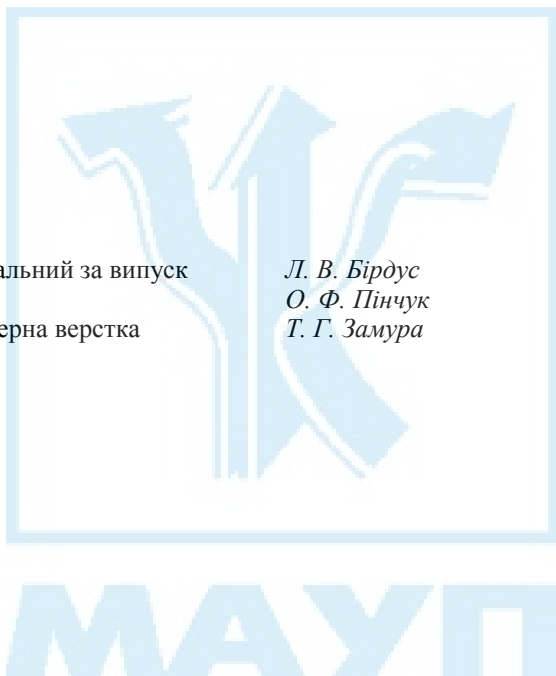 альний за випуск Л. В. Бірдус
О. Ф. Пінчук
ерна верстка Т. Г. Замура
МАУП